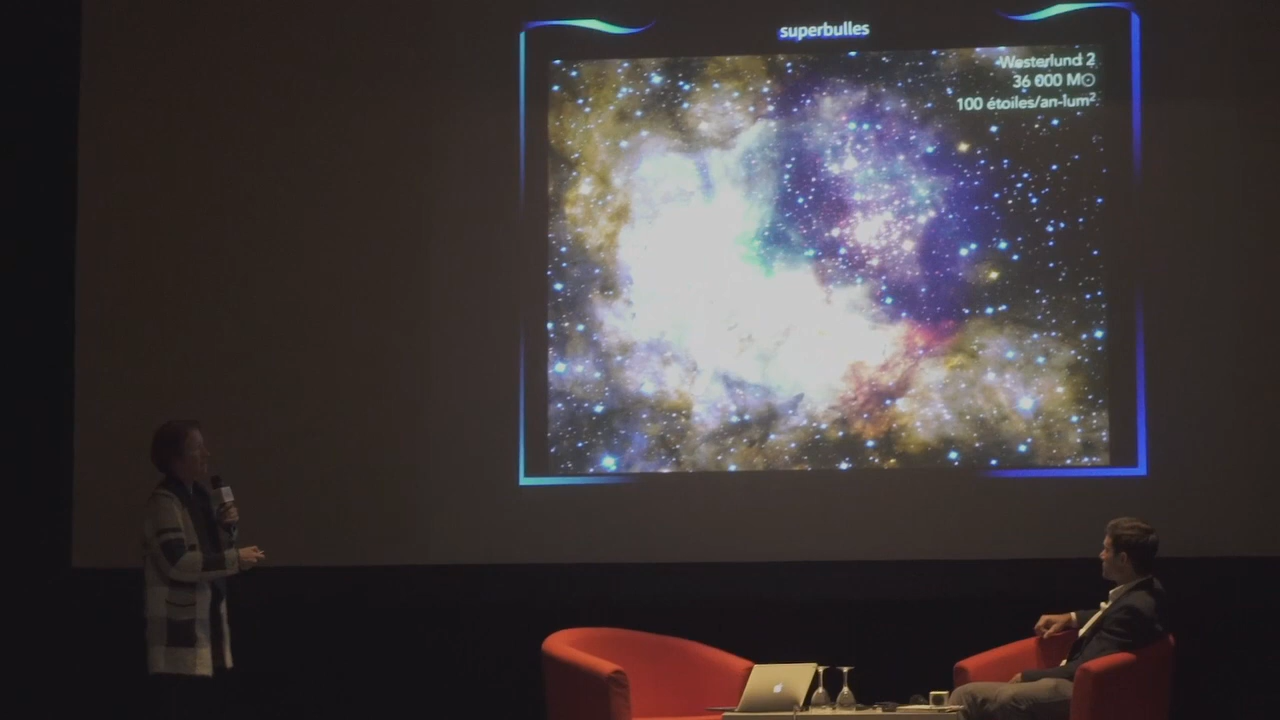 superbulles
Westerlund 2
36 000 M☉
100 étoiles/an-lum²